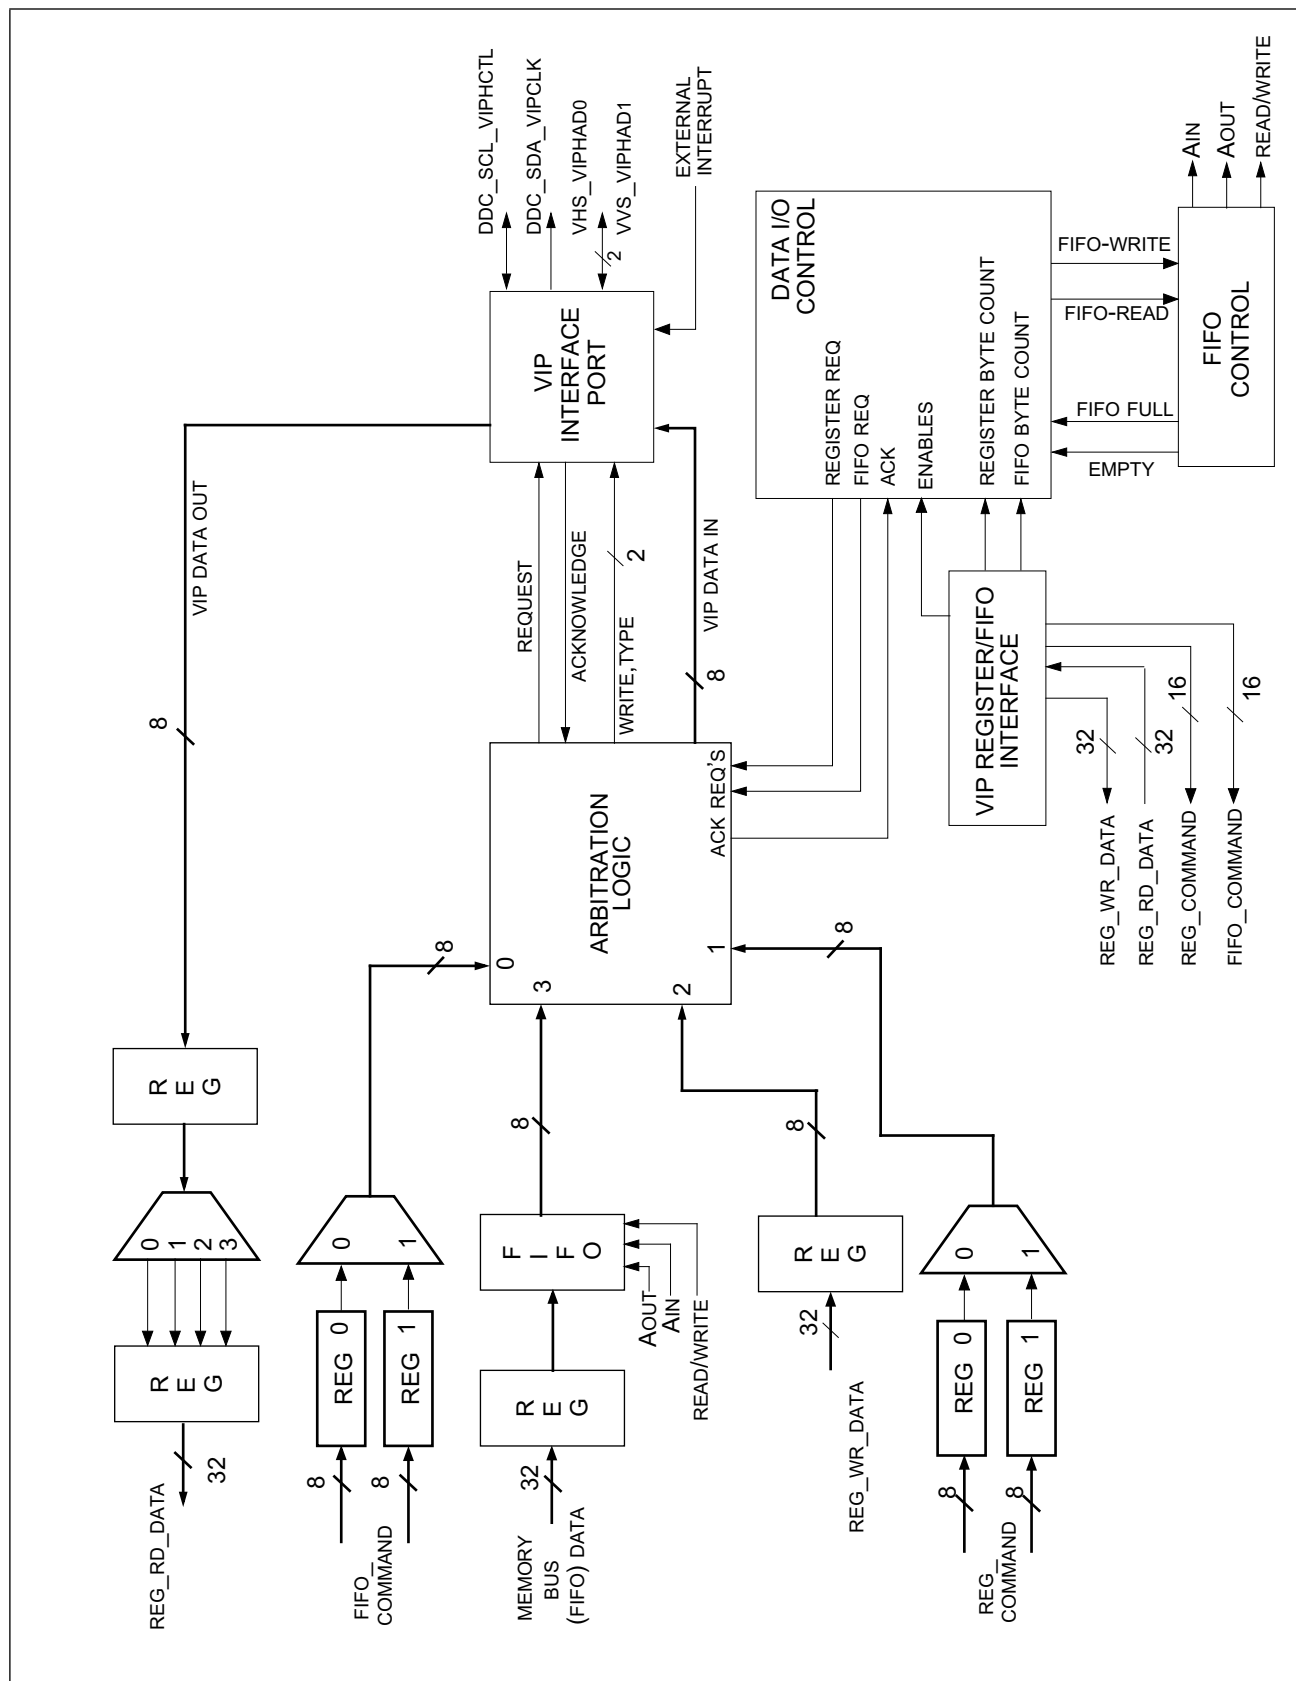 DDC_SCL_VIPHCTL
DDC_SDA_VIPCLK
VHS_VIPHAD0
VVS_VIPHAD1
2
EXTERNAL
INTERRUPT
VIP
INTERFACE
PORT
VIP DATA OUT
8
REQUEST
ACKNOWLEDGE
WRITE,TYPE
2
VIP DATA IN
8
ARBITRATION
LOGIC
0
3
2
1
ACK REQ'S
DATA I/O
CONTROL
REGISTER REQ
FIFO REQ
ACK
ENABLES
REGISTER BYTE COUNT
FIFO BYTE COUNT
FIFO-WRITE
FIFO-READ
FIFO FULL
EMPTY
FIFO
CONTROL
AIN
AOUT
READ/WRITE
VIP REGISTER/FIFO
INTERFACE
32
32
16
16
REG_WR_DATA
REG_RD_DATA
REG_COMMAND
FIFO_COMMAND
REG
0
1
2
3
REG
32
REG_RD_DATA
8
0
1
REG 0
REG 1
8
8
FIFO_
COMMAND
8
FIFO
AOUT
AIN
READ/WRITE
REG
32
MEMORY
BUS
(FIFO) DATA
8
REG
32
REG_WR_DATA
8
0
1
REG 0
REG 1
8
8
REG_
COMMAND